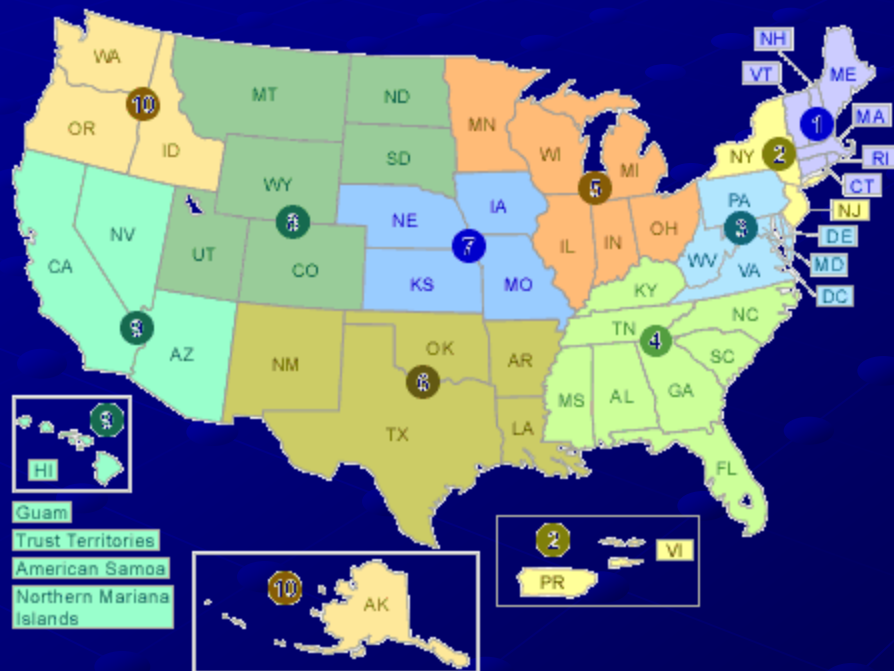 NH
VT
ME
WA
MT
ND
MN
10
1
MA
OR
ID
SD
WI
MI
NY
2
RI
WY
5
CT
NE
IA
PA
NJ
8
3
NV
UT
7
OH
DE
CA
CO
IL
IN
WV
VA
MD
KS
MO
KY
DC
9
TN
4
NC
AZ
NM
OK
AR
SC
6
MS
AL
GA
TX
LA
9
HI
FL
Guam
Trust Territories
American Samoa
Northern Mariana
Islands
10
AK
2
VI
PR